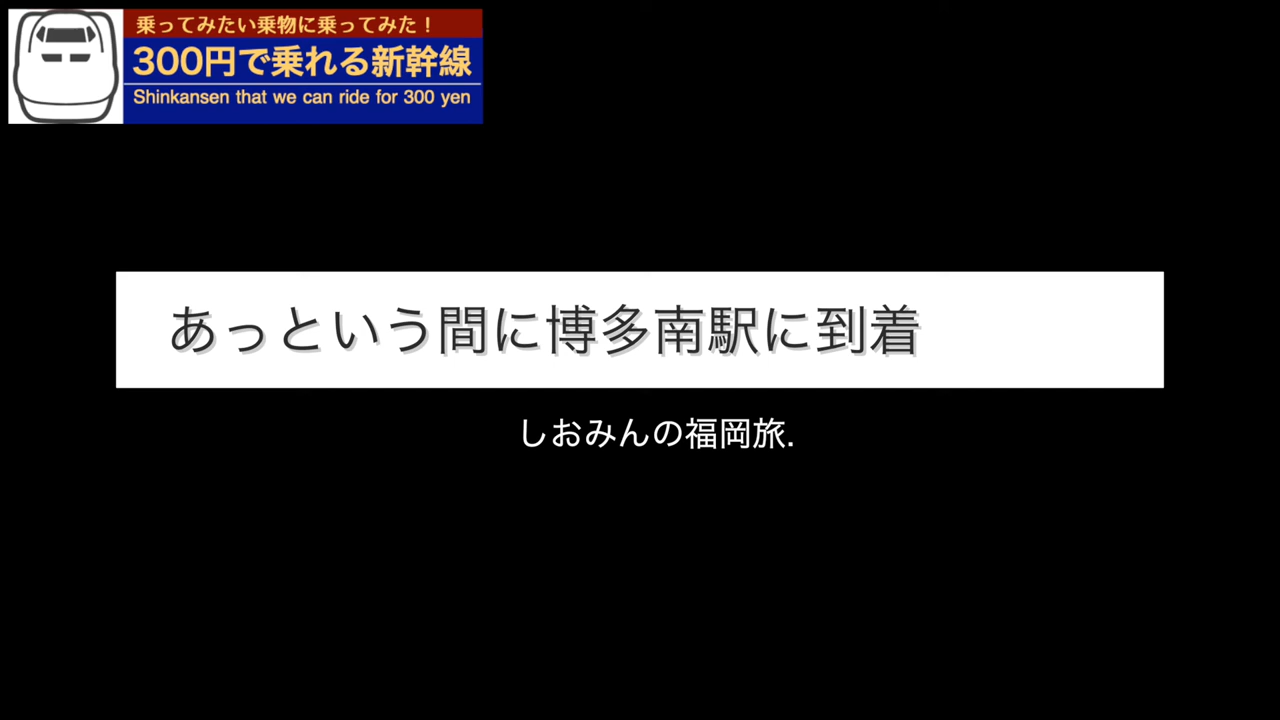 乗ってみたい乗物に乗ってみた！
300円で乗れる新幹線
Shinkansen that we can ride for 300 yen
あっという間に博多南駅に到着
しおみんの福岡旅.